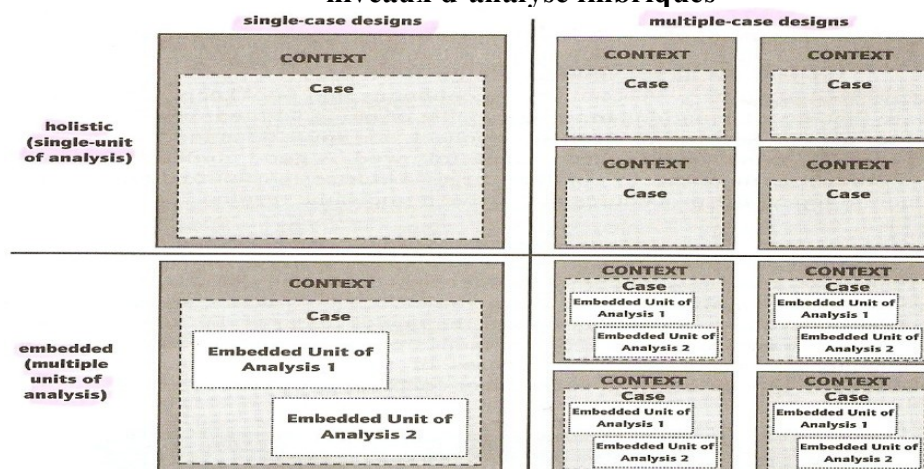 niveaux d'analyse imbriqués
single-case designs
multiple-case designs
CONTEXT
Case
CONTEXT
Case
CONTEXT
Case
holistic
(single-unit
of analysis)
CONTEXT
Case
CONTEXT
Case
CONTEXT
Case
Embedded Unit of
Analysis 1
Embedded Unit of
Analysis 2
CONTEXT
Case
Embedded Unit of
Analysis 1
Embedded Unit of
Analysis 2
CONTEXT
Case
Embedded Unit of
Analysis 1
Embedded Unit of
Analysis 2
embedded
(multiple
units of
analysis)
CONTEXT
Case
Embedded Unit of
Analysis 1
Embedded Unit of
Analysis 2
CONTEXT
Case
Embedded Unit of
Analysis 1
Embedded Unit of
Analysis 2